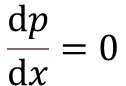 dp/dx = 0